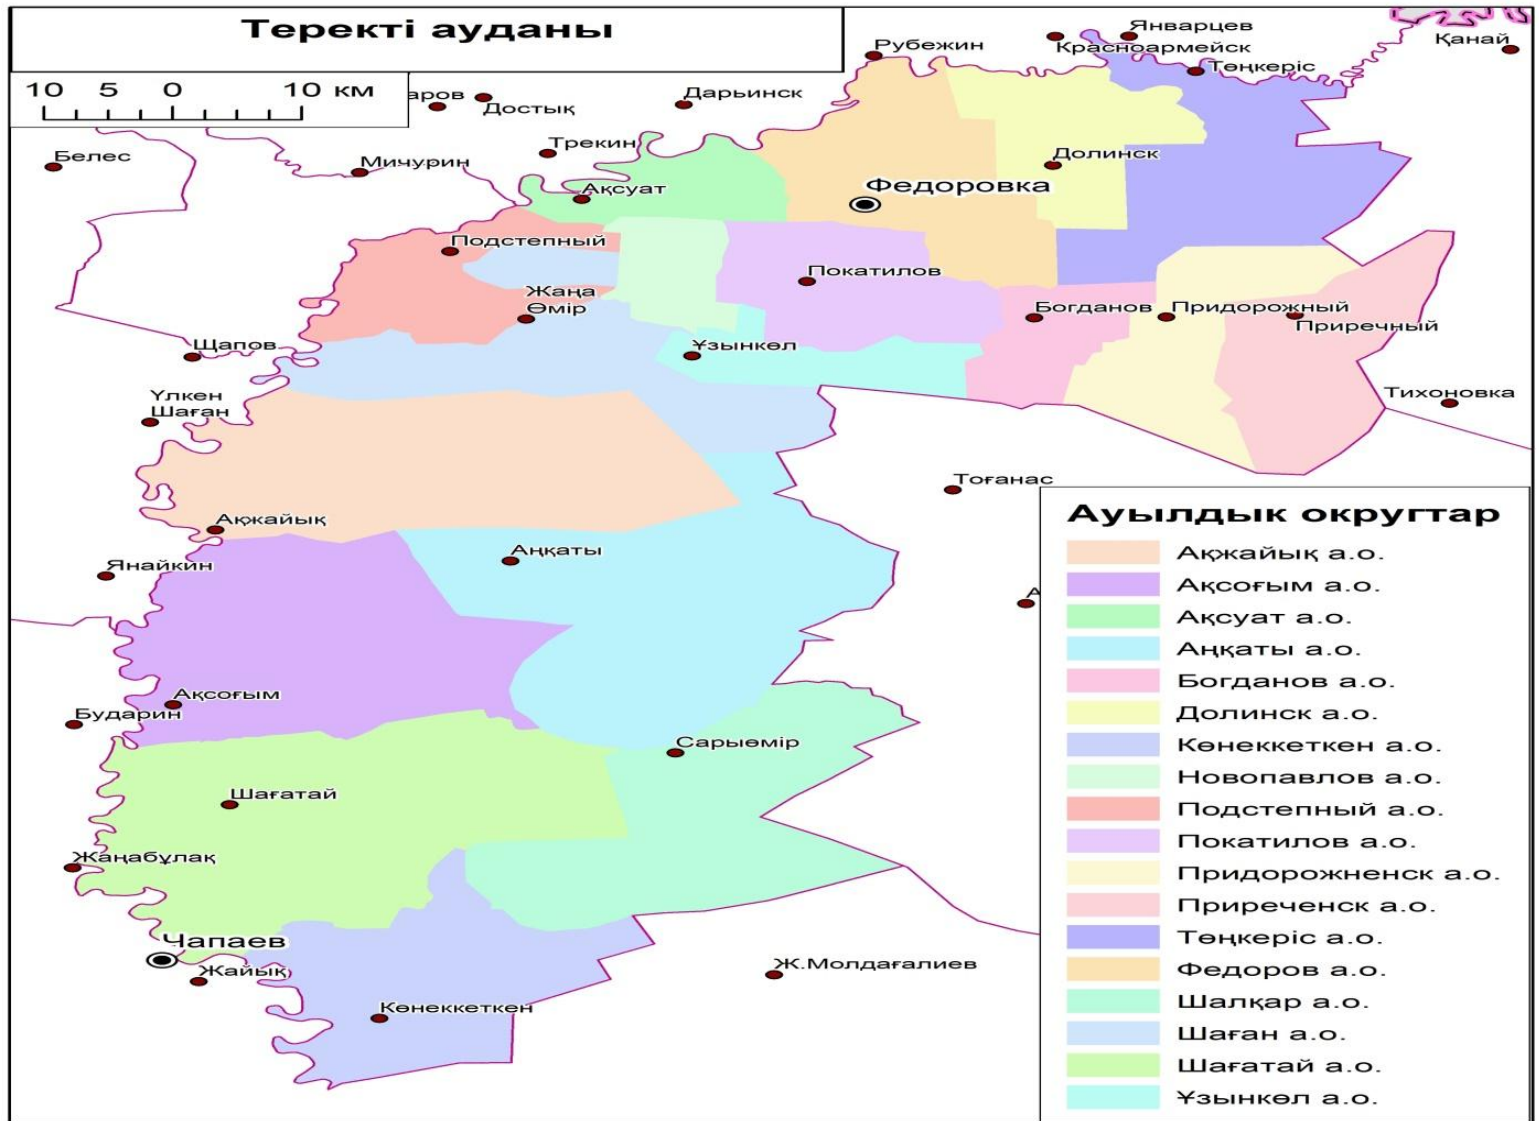 Теректі ауданы
10 5 0 10 км
Январцев
Рубежин
Красноармейск
Қанай
Төңкеріс
аров
Достық
Дарьинск
Белес
Мичурин
Трекин
Долинск
Ақсуат
Федоровка
Подстепный
Покатилов
Жаңа
Өмір
Богданов
Придорожный
Приречный
Щапов
Ұзынкөл
Үлкен
Шаған
Тихоновка
Тоғанас
Ақжайық
Аңқаты
Янайкин
А
Ақсоғым
Бударин
Сарыөмір
Шағатай
Жаңабұлақ
Чапаев
Жайық
Ж.Молдағалиев
Көнеккеткен
Ауылдык округтар
Ақжайық а.о.
Ақсоғым а.о.
Ақсуат а.о.
Аңқаты а.о.
Богданов а.о.
Долинск а.о.
Көнеккеткен а.о.
Новопавлов а.о.
Подстепный а.о.
Покатилов а.о.
Придорожненск а.о.
Приреченск а.о.
Төңкеріс а.о.
Федоров а.о.
Шалқар а.о.
Шаған а.о.
Шағатай а.о.
Ұзынкөл а.о.